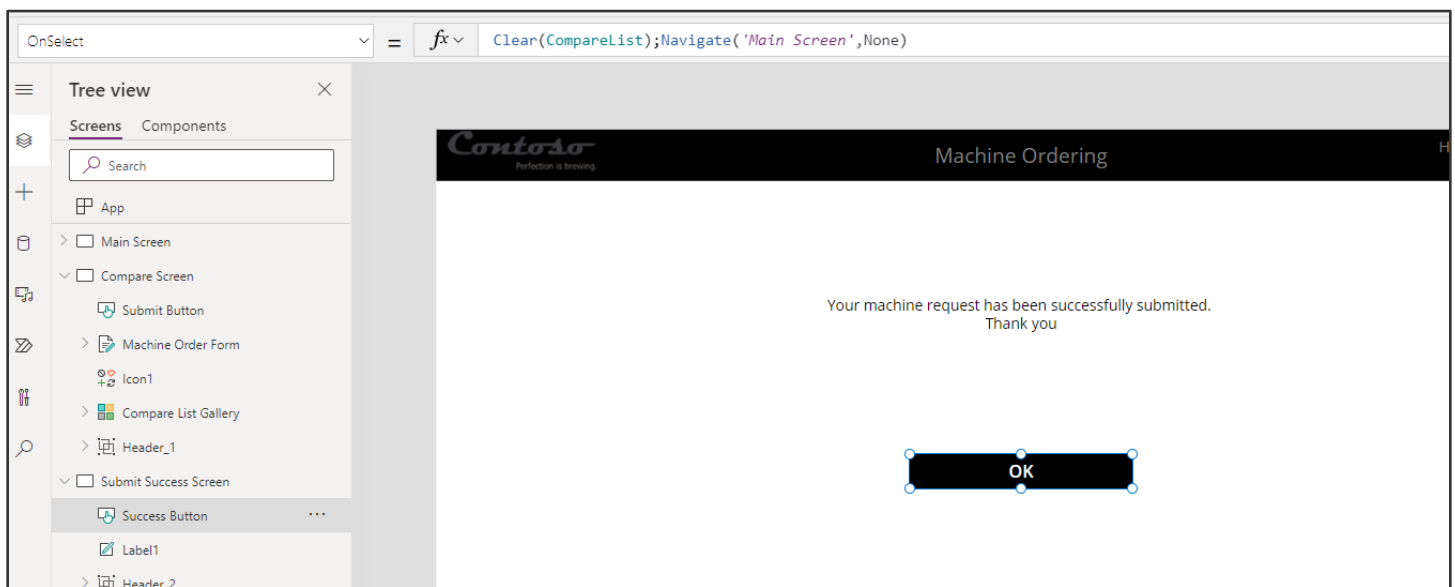 OnSelect
=
fx
Clear(CompareList);Navigate('Main Screen',None)
Tree view
Screens Components
Search
App
Main Screen
Compare Screen
Submit Button
Machine Order Form
Icon1
Compare List Gallery
Header_1
Submit Success Screen
Success Button
Label1
Header_2
Contoso
Perfection is brewing.
Machine Ordering
H
Your machine request has been successfully submitted.
Thank you
OK